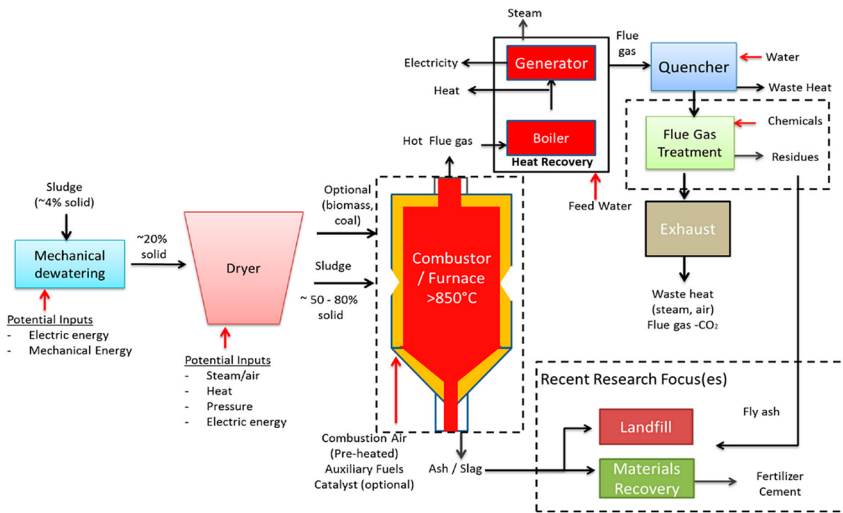 Steam
Electricity
Generator
Heat
Boiler
Heat Recovery
Flue
gas
Quencher
Water
Waste Heat
Chemicals
Flue Gas
Treatment
Residues
Hot Flue gas
Feed Water
Exhaust
Waste heat
(steam, air)
Flue gas -CO₂
Sludge
(~4% solid)
Mechanical
dewatering
~20%
solid
Potential Inputs
- Electric energy
- Mechanical Energy
Dryer
Potential Inputs
- Steam/air
- Heat
- Pressure
- Electric energy
Optional
(biomass,
coal)
Sludge
~ 50 - 80%
solid
Combustor
/ Furnace
>850°C
Combustion Air
(Pre-heated)
Auxiliary Fuels
Catalyst (optional)
Ash / Slag
Recent Research Focus(es)
Landfill
Fly ash
Materials
Recovery
Fertilizer
Cement